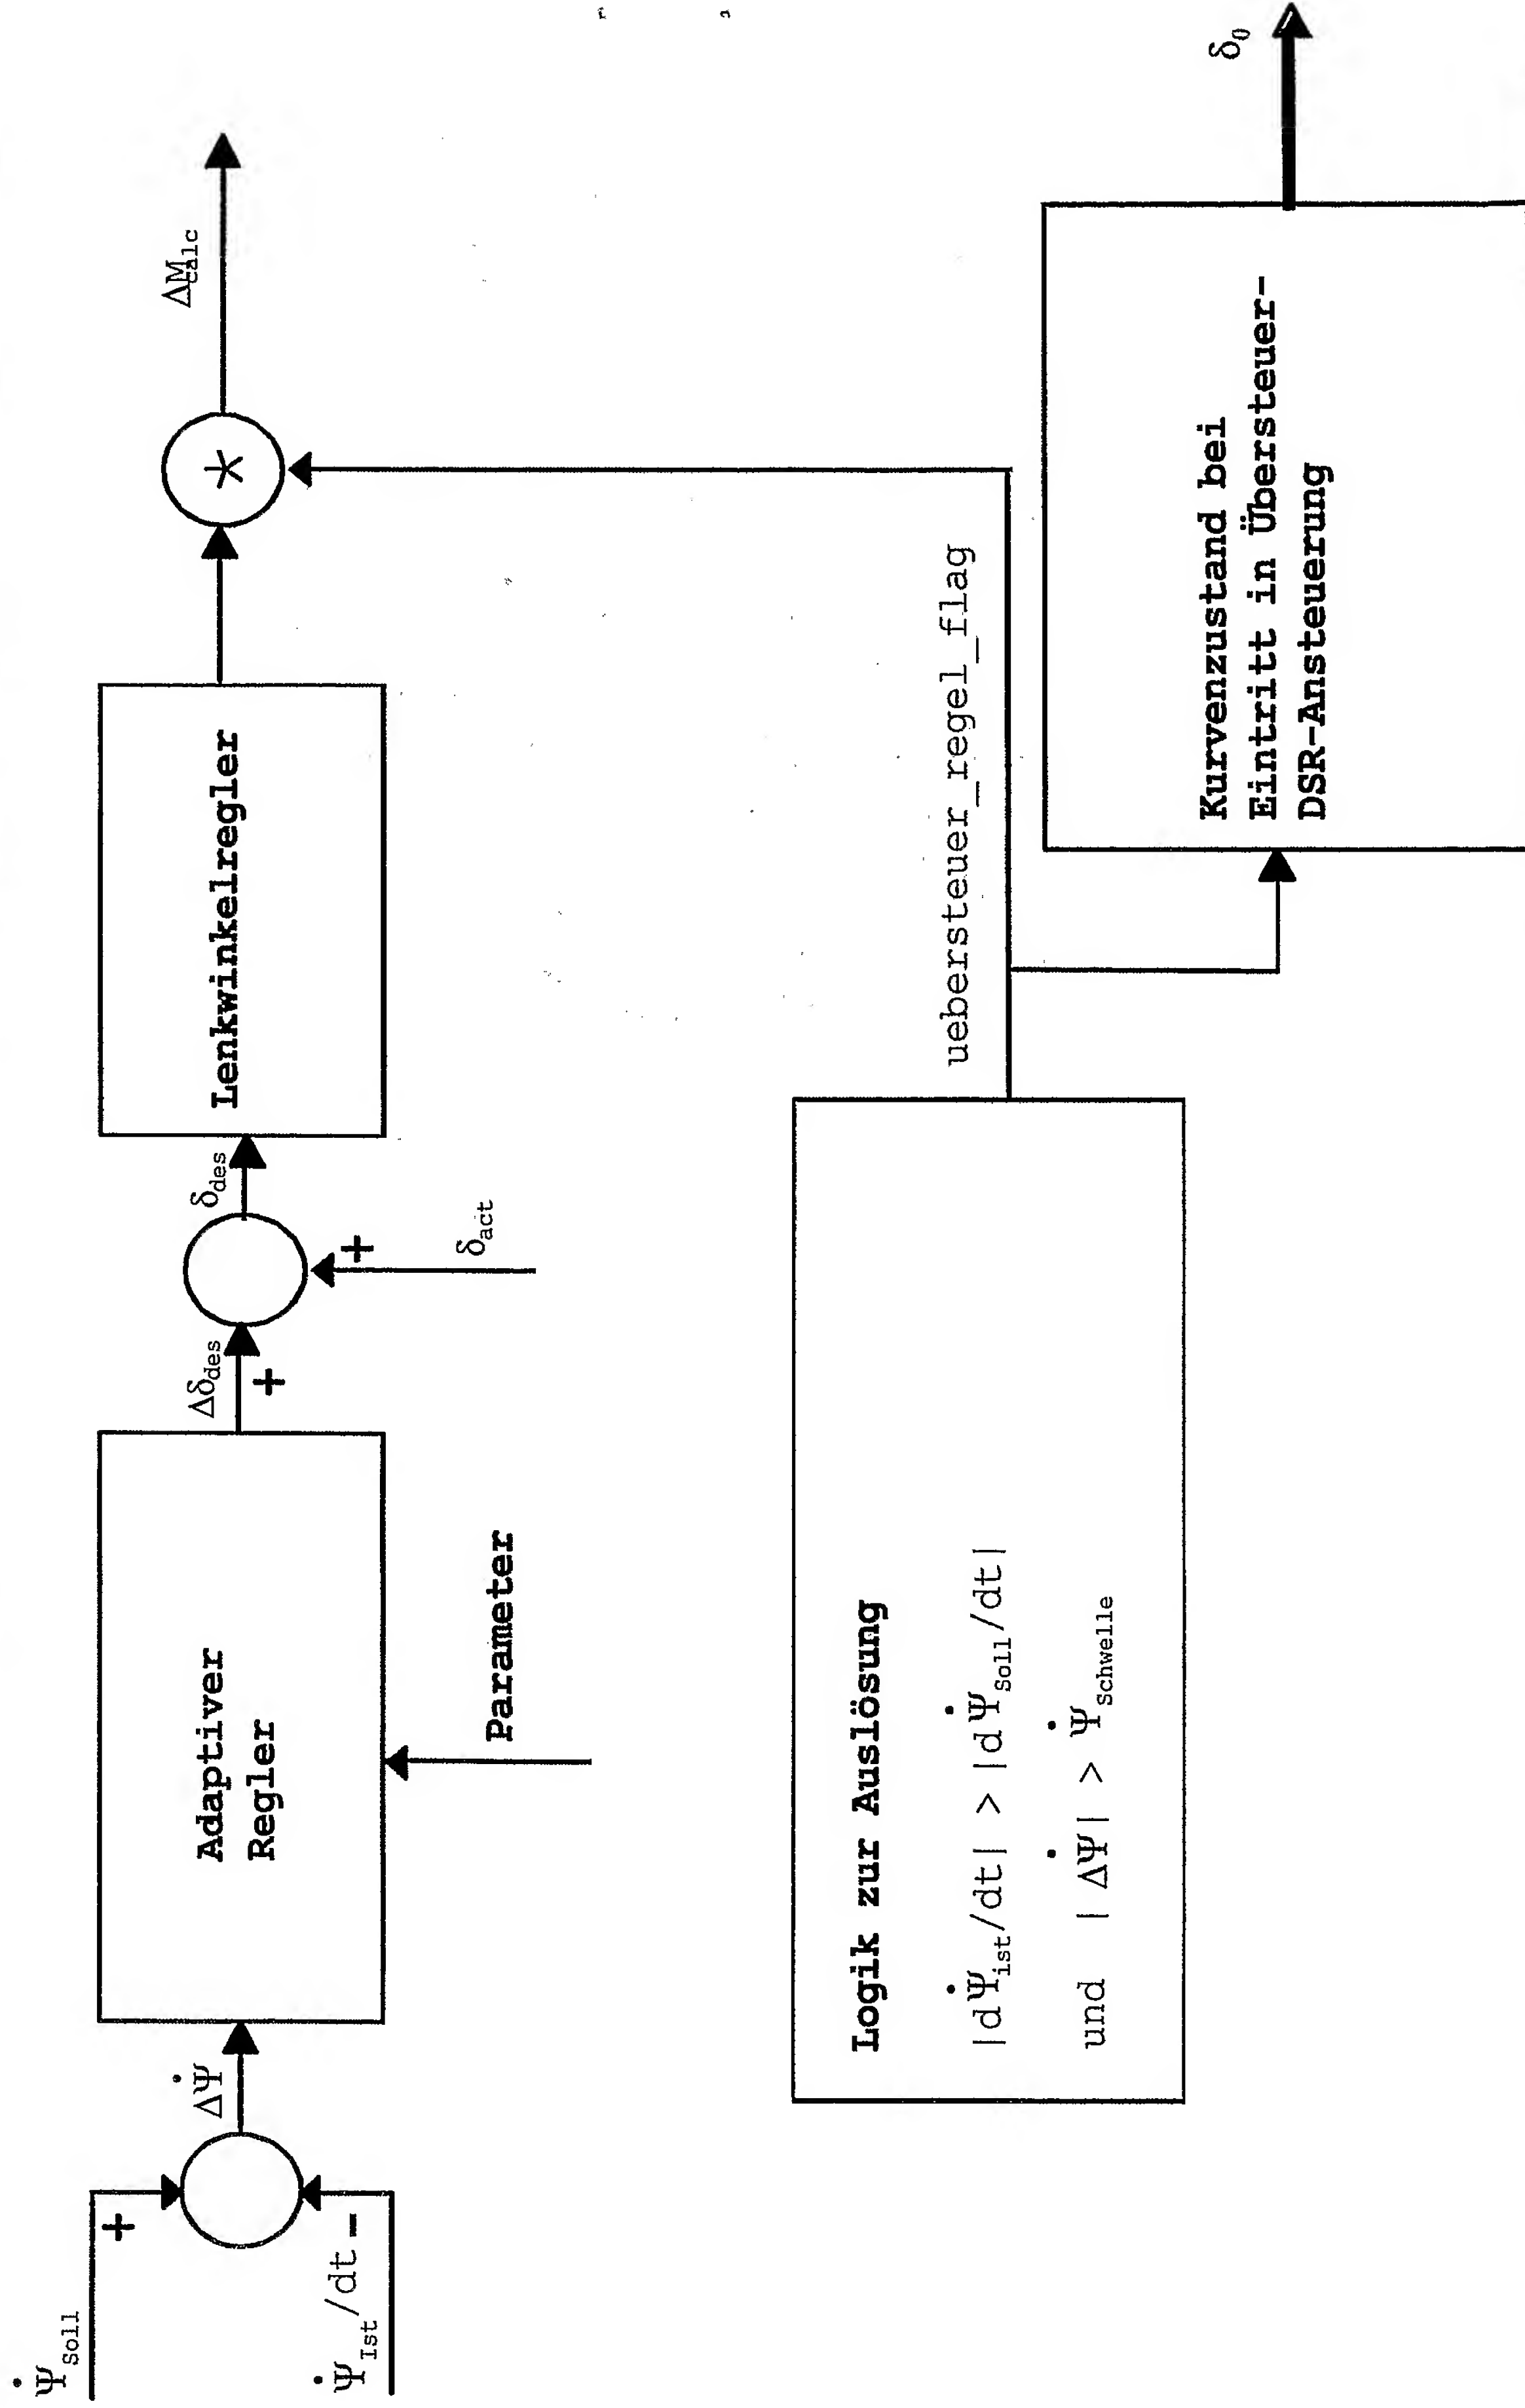 Ψ̇Soll
+
Ψ̇Ist/dt
-
ΔΨ̇
Adaptiver
Regler
Parameter
Δδdes
+
δact
+
δdes
Lenkwinkelregler
*
ΔMcalc
Logik zur Auslösung
|dΨ̇ist/dt| > |dΨ̇Soll/dt|
und | ΔΨ̇| > Ψ̇Schwelle
uebersteuer_regel_flag
Kurvenzustand bei
Eintritt in Übersteuer-
DSR-Ansteuerung
δ0